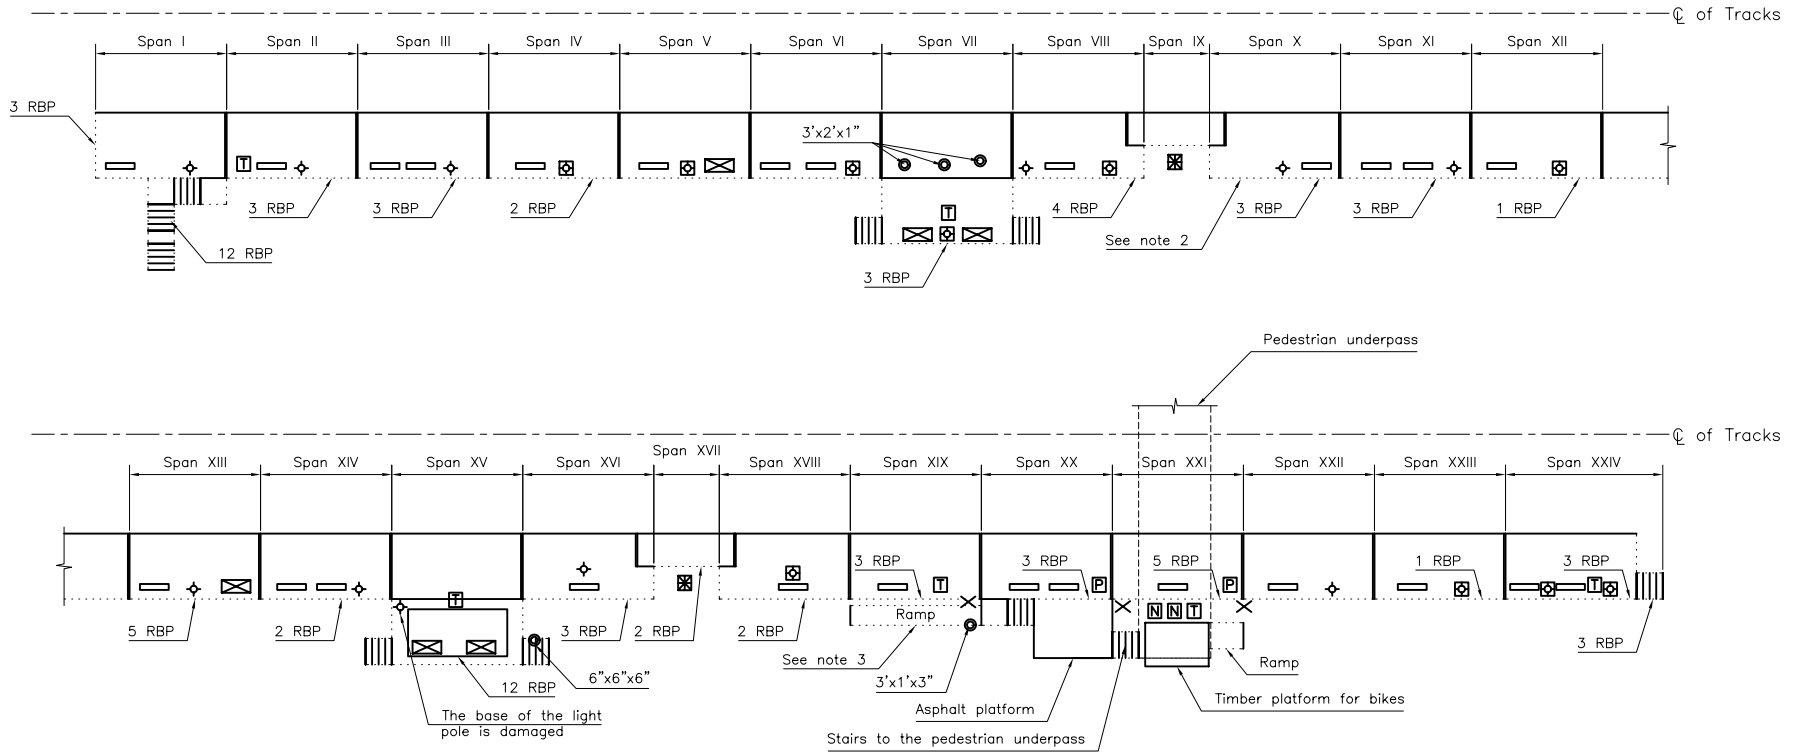 ℄ of Tracks
Span I
Span II
Span III
Span IV
Span V
Span VI
Span VII
Span VIII
Span IX
Span X
Span XI
Span XII
3 RBP
3'x2'x1"
T
T
3 RBP
3 RBP
2 RBP
4 RBP
3 RBP
3 RBP
1 RBP
See note 2
12 RBP
3 RBP
Pedestrian underpass
℄ of Tracks
Span XIII
Span XIV
Span XV
Span XVI
Span XVII
Span XVIII
Span XIX
Span XX
Span XXI
Span XXII
Span XXIII
Span XXIV
3 RBP
3 RBP
5 RBP
1 RBP
3 RBP
T
T
P
P
T
T
N
N
T
Ramp
5 RBP
2 RBP
3 RBP
2 RBP
2 RBP
3 RBP
See note 3
Ramp
6"x6"x6"
3'x1'x3"
12 RBP
Timber platform for bikes
Asphalt platform
The base of the light
pole is damaged
Stairs to the pedestrian underpass